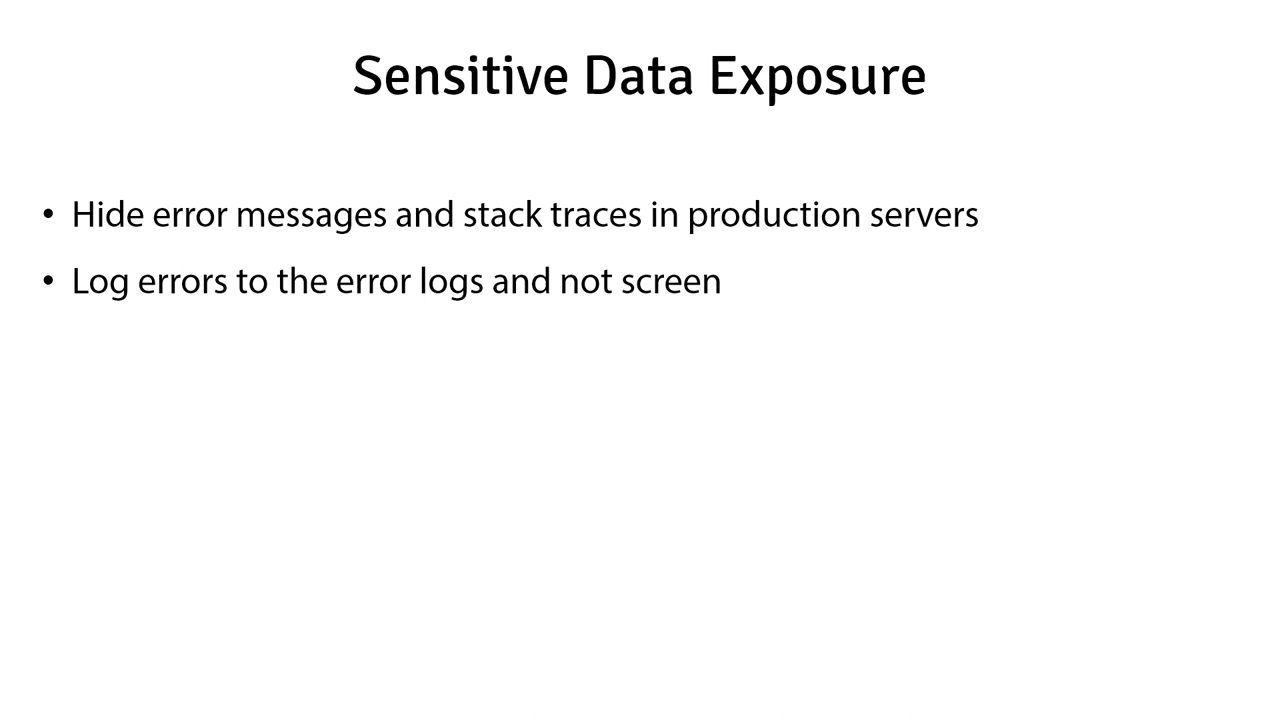 Sensitive Data Exposure
• Hide error messages and stack traces in production servers
• Log errors to the error logs and not screen